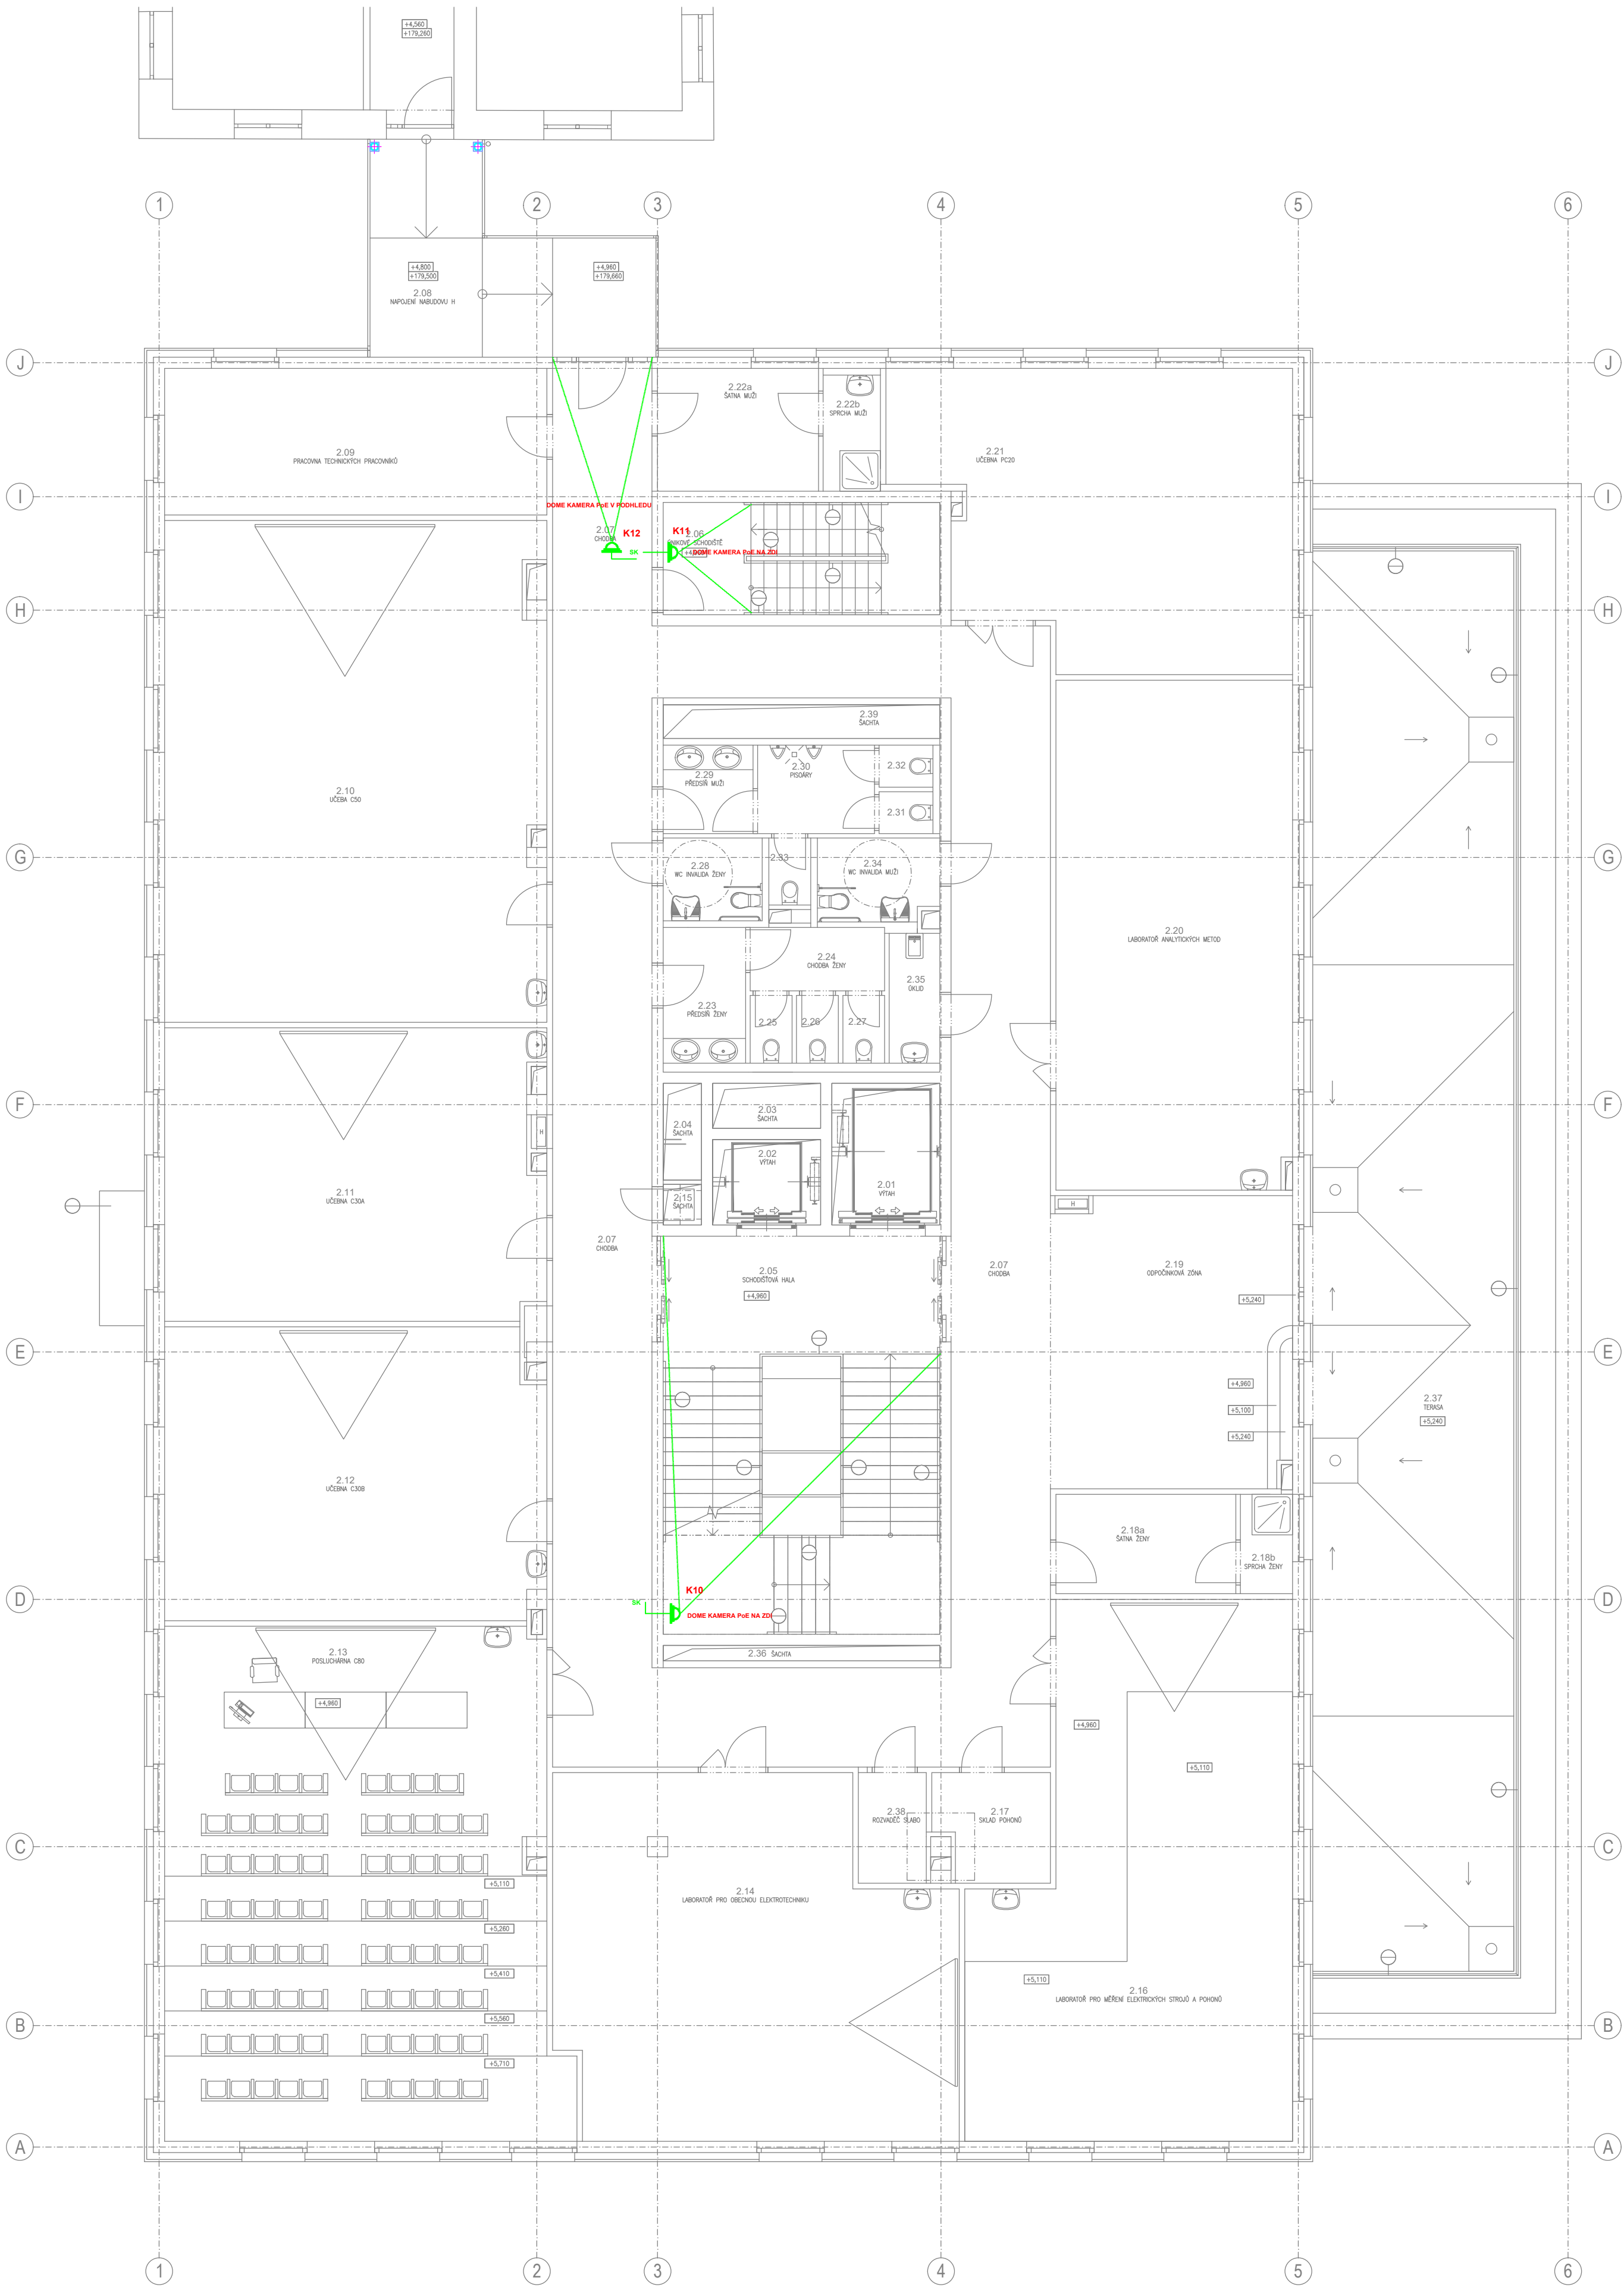 +4,560
+179,260
1
2
3
4
5
6
+4,800
+179,500
2.08
NAPOJENÍ NABUDOVU H
+4,960
+179,660
J
J
2.22a
ŠATNA MUŽI
2.22b
SPRCHA MUŽI
2.09
PRACOVNA TECHNICKÝCH PRACOVNÍKŮ
2.21
UČEBNA PC20
I
I
DOME KAMERA PoE V PODHLEDU
2.07
CHODBA
K12
K11
2.06
ÚNIKOVÉ SCHODIŠTĚ
SK
DOME KAMERA PoE NA ZDI
H
H
2.39
ŠACHTA
2.29
PŘEDSÍŇ MUŽI
2.30
PISOÁRY
2.32
2.31
2.10
UČEBA C50
G
G
2.28
WC INVALIDA ŽENY
2.33
2.34
WC INVALIDA MUŽI
2.20
LABORATOŘ ANALYTICKÝCH METOD
2.24
CHODBA ŽENY
2.35
ÚKLID
2.23
PŘEDSÍŇ ŽENY
2.25
2.26
2.27
F
F
2.04
ŠACHTA
2.03
ŠACHTA
H
2.02
VÝTAH
2.01
VÝTAH
2.11
UČEBNA C30A
2.15
ŠACHTA
H
2.07
CHODBA
2.05
SCHODIŠŤOVÁ HALA
+4,960
2.07
CHODBA
2.19
ODPOČINKOVÁ ZÓNA
+5,240
E
E
+4,960
+5,100
+5,240
2.37
TERASA
+5,240
2.12
UČEBNA C30B
2.18a
ŠATNA ŽENY
2.18b
SPRCHA ŽENY
D
D
K10
SK
DOME KAMERA PoE NA ZDI
2.13
POSLUCHÁRNA C80
2.36 ŠACHTA
+4,960
+4,960
+5,110
2.38
ROZVADĚČ SLABO
2.17
SKLAD POHONŮ
C
C
+5,110
2.14
LABORATOŘ PRO OBECNOU ELEKTROTECHNIKU
+5,260
+5,410
+5,110
2.16
LABORATOŘ PRO MĚŘENÍ ELEKTRICKÝCH STROJŮ A POHONŮ
+5,560
B
B
+5,710
A
A
1
2
3
4
5
6